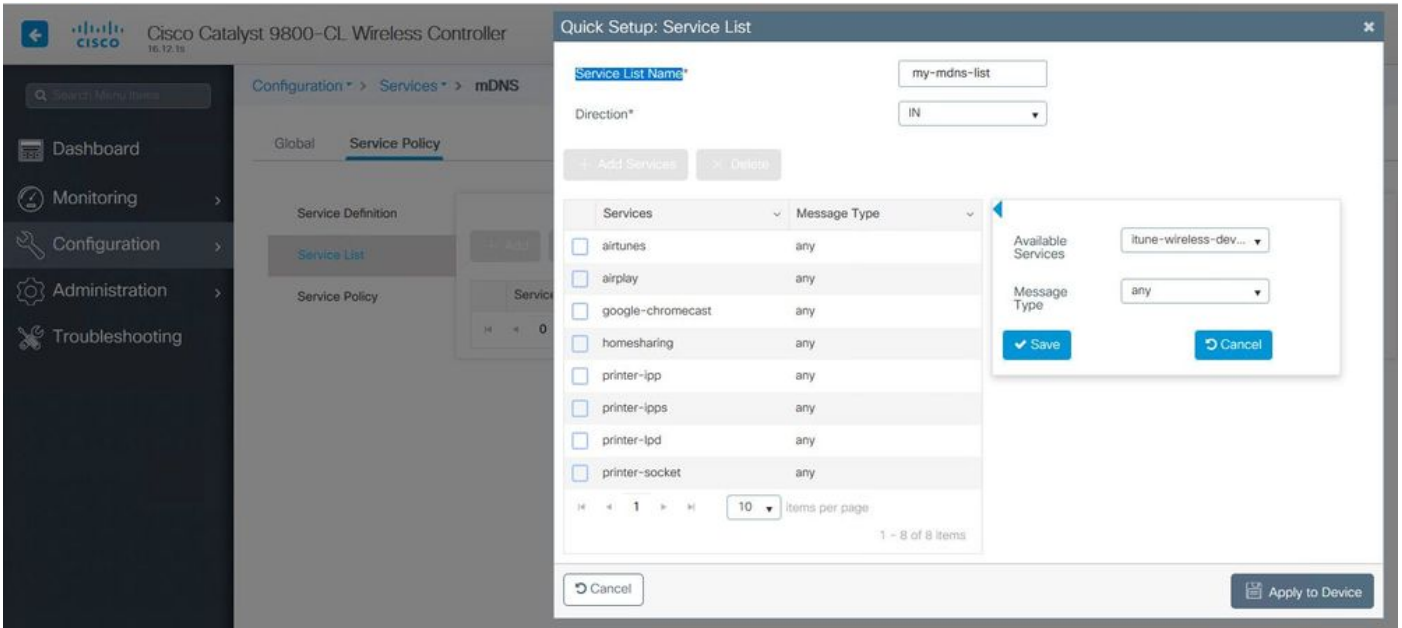 Quick Setup: Service List
CISCO
Cisco Catalyst 9800-CL Wireless Controller
16.12.1s
Search Menu Items
Dashboard
Monitoring
Configuration
Administration
Troubleshooting
Configuration > Services > mDNS
Global Service Policy
Service Definition
Service List
Service Policy
+ Add
Service
0
Service List Name*
my-mdns-list
Direction*
IN
+ Add Services
× Delete
Services Message Type
airtunes any
airplay any
google-chromecast any
homesharing any
printer-ipp any
printer-ipps any
printer-lpd any
printer-socket any
1 10 items per page
1 - 8 of 8 items
Available Services
itune-wireless-dev...
Message Type
any
Save
Cancel
Cancel
Apply to Device